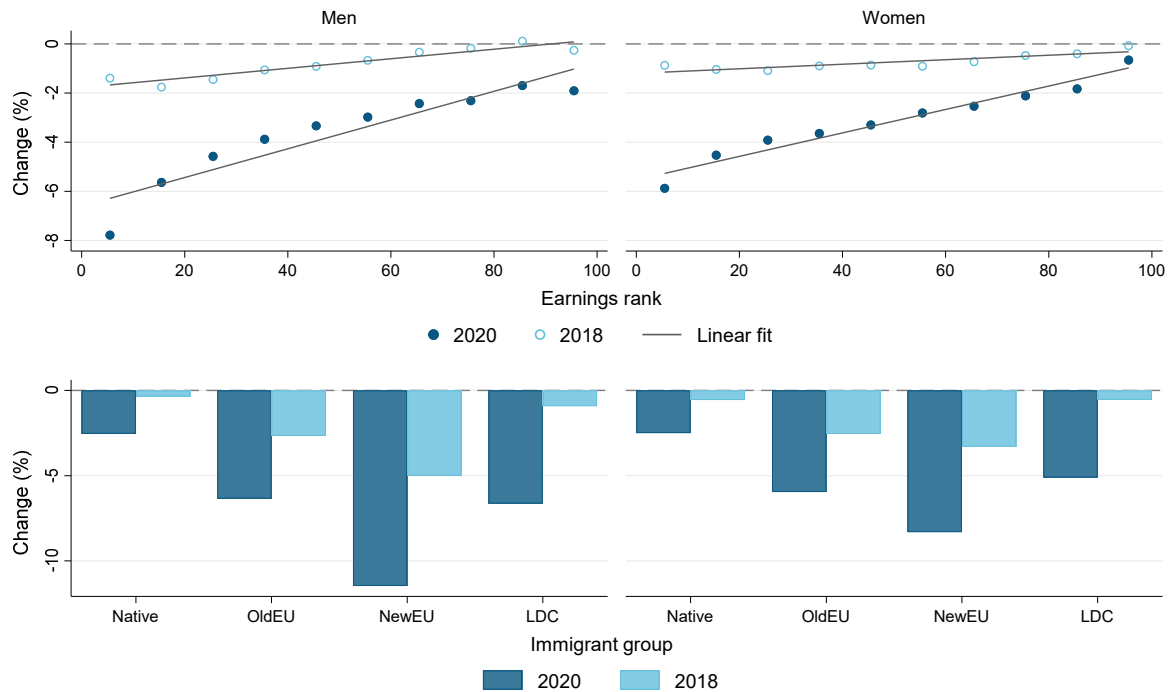 Men
Women
Change (%)
0
-2
-4
-6
-8
0 20 40 60 80 100
0 20 40 60 80 100
Earnings rank
2020 2018 Linear fit
Change (%)
0
-5
-10
Native OldEU NewEU LDC
Native OldEU NewEU LDC
Immigrant group
2020 2018